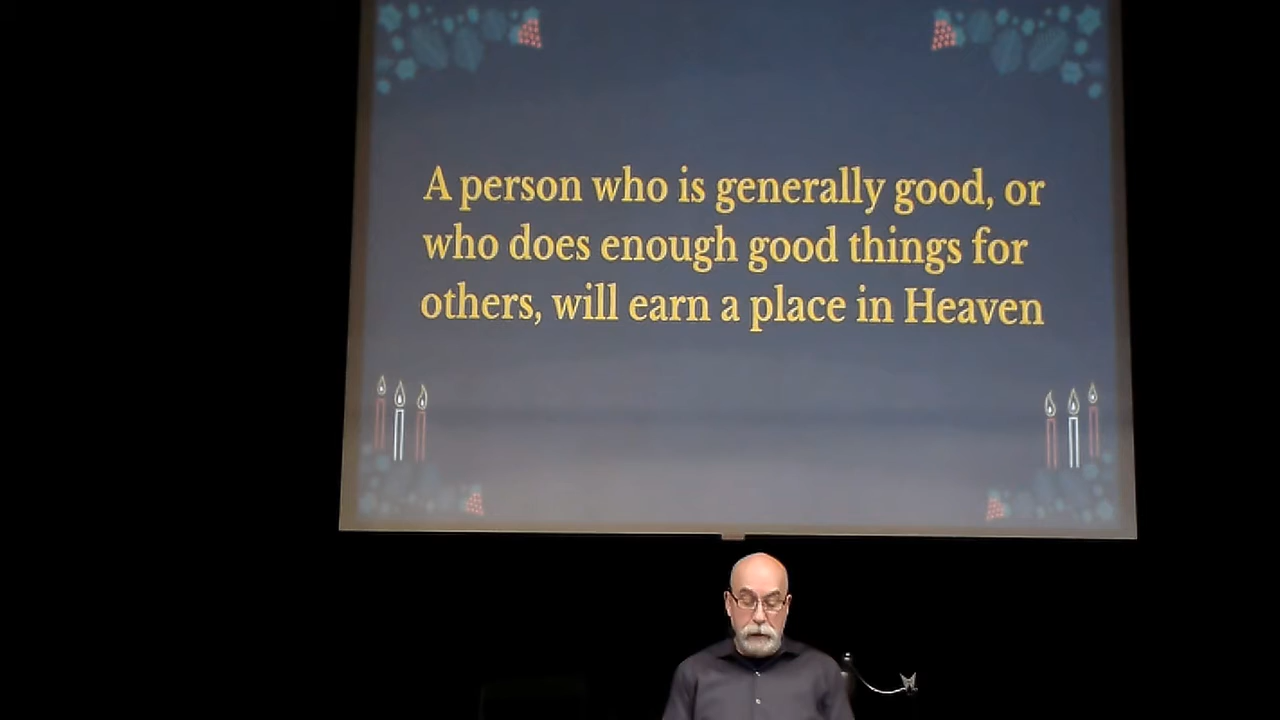 A person who is generally good, or
who does enough good things for
others, will earn a place in Heaven